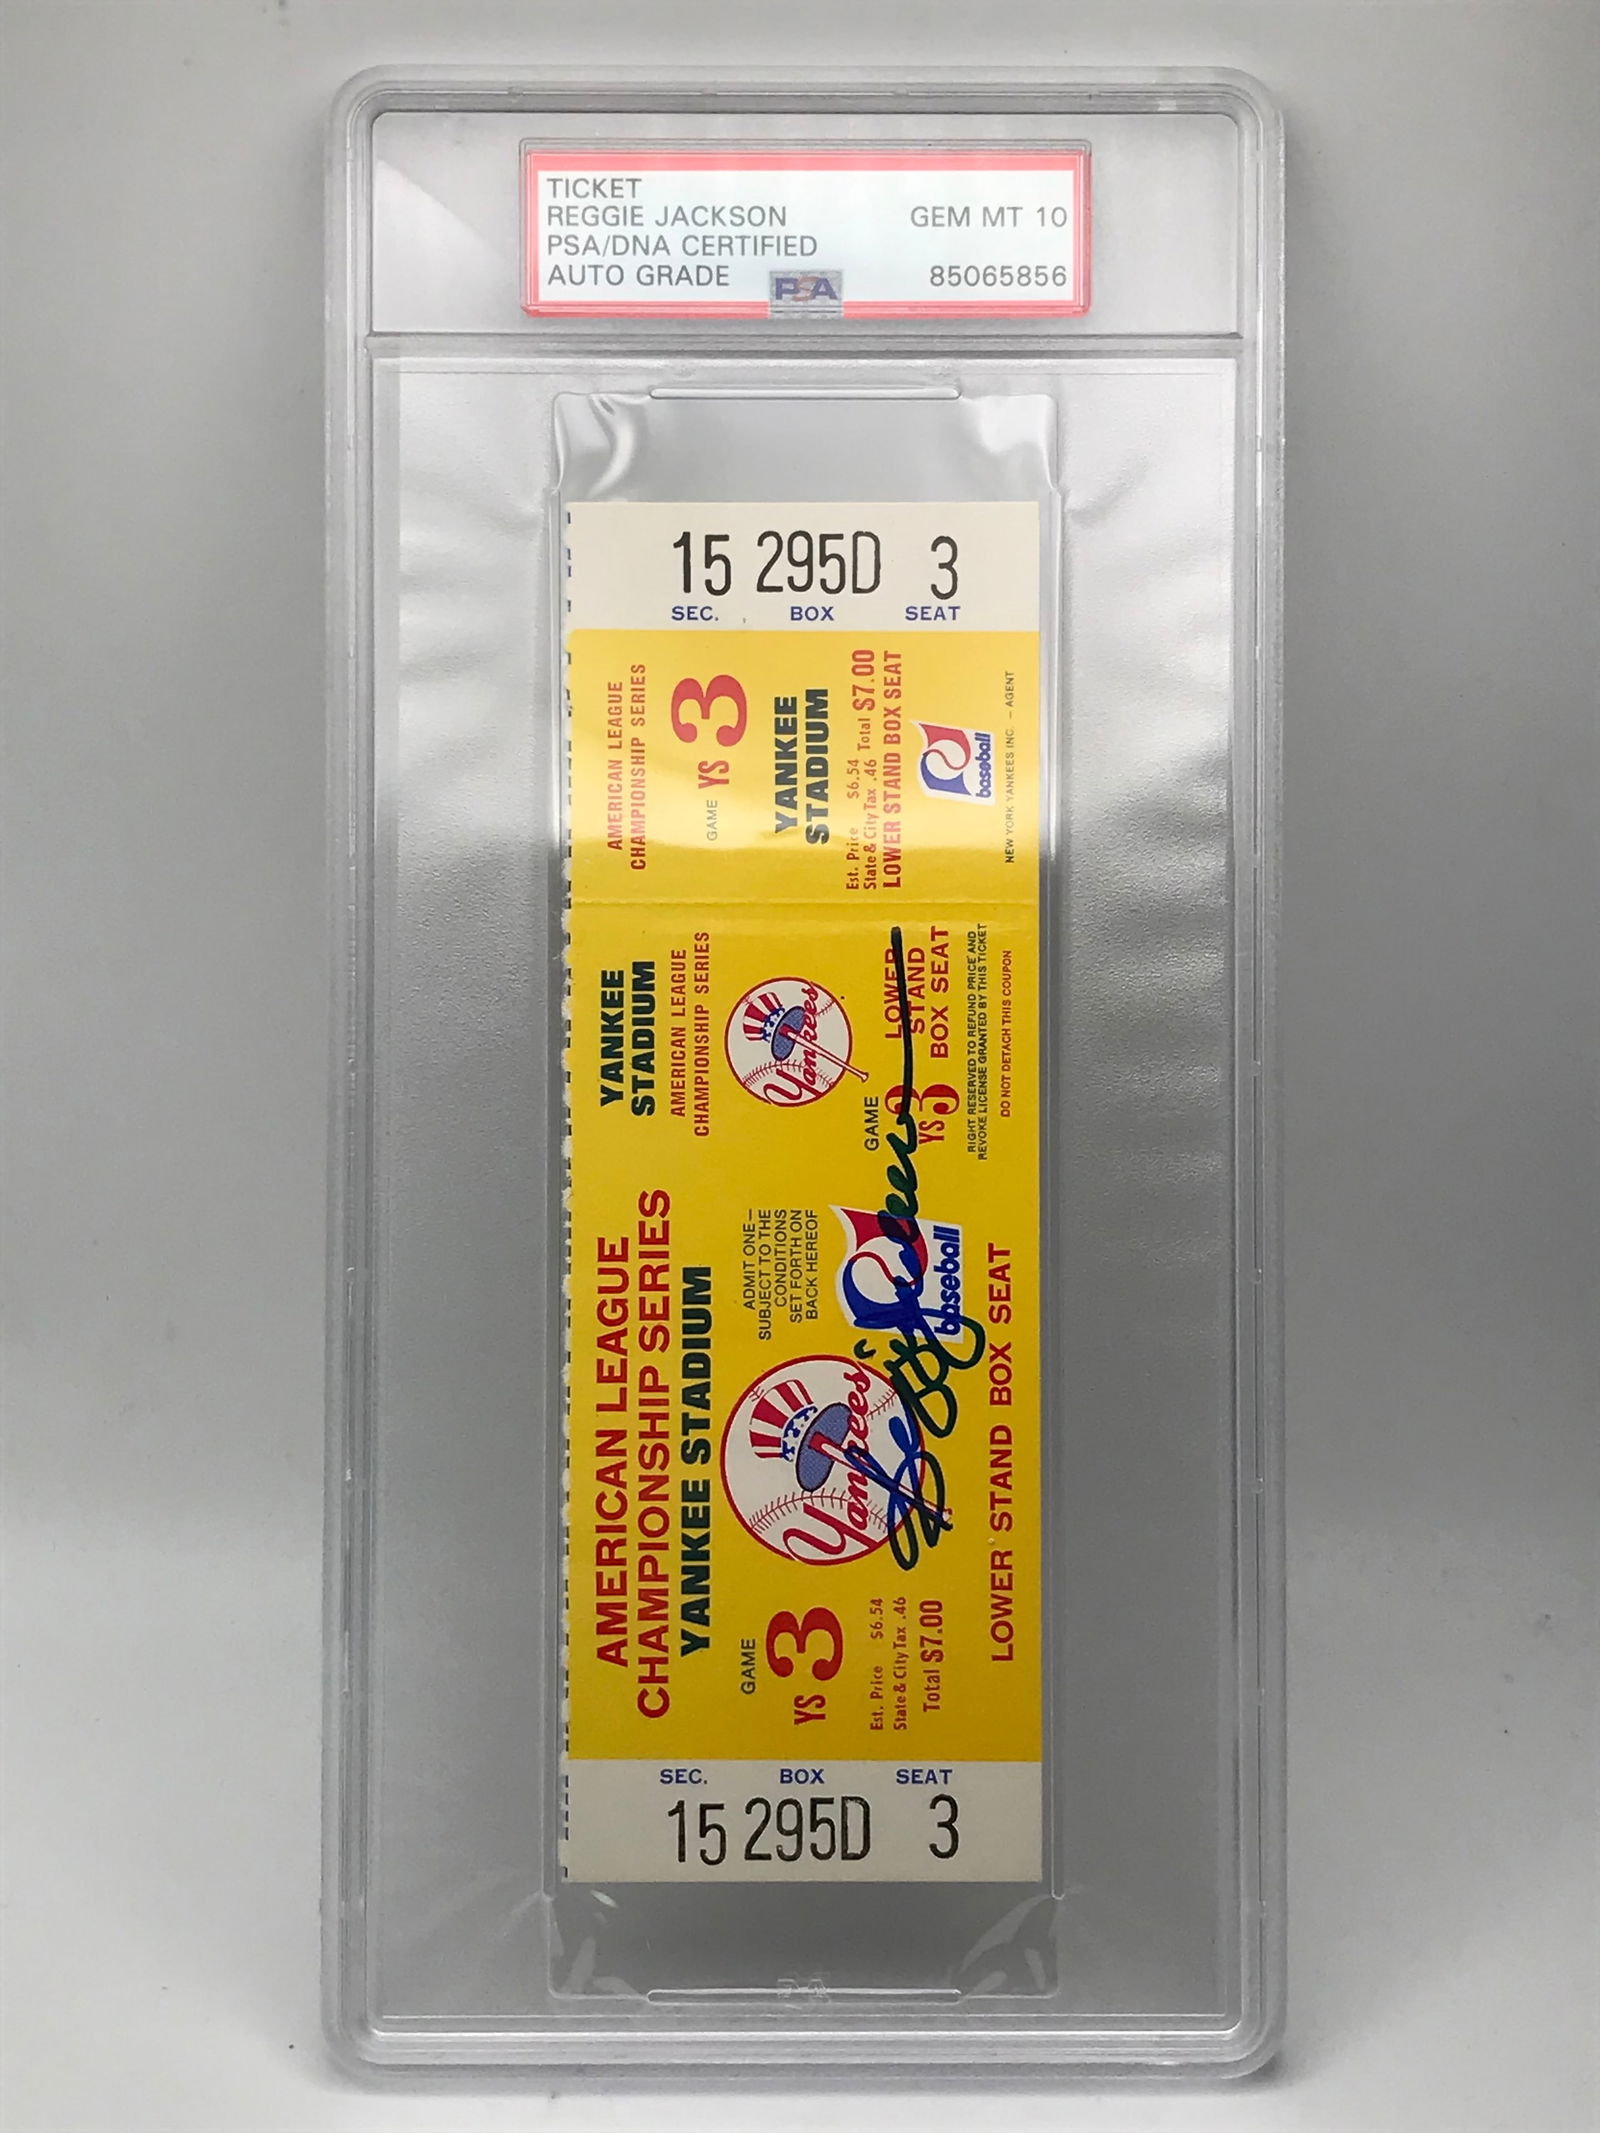 TICKET
REGGIE JACKSON GEM MT 10
PSA/DNA CERTIFIED
AUTO GRADE PSA 85065856
15 295D 3
SEC. BOX SEAT
AMERICAN LEAGUE
CHAMPIONSHIP SERIES
GAME YS 3
YANKEE
STADIUM
Est. Price $6.54
State & City Tax .46 Total $7.00
LOWER STAND BOX SEAT
baseball
NEW YORK YANKEES INC. – AGENT
YANKEE
STADIUM
AMERICAN LEAGUE
CHAMPIONSHIP SERIES
Yankees
GAME
YS 3
LOWER
STAND
BOX SEAT
RIGHT RESERVED TO REFUND PRICE AND
REVOKE LICENSE GRANTED BY THIS TICKET
DO NOT DETACH THIS COUPON
AMERICAN LEAGUE
CHAMPIONSHIP SERIES
YANKEE STADIUM
ADMIT ONE—
SUBJECT TO THE
CONDITIONS
SET FORTH ON
BACK HEREOF
Yankees
baseball
Reggie Jackson
GAME
YS 3
Est. Price $6.54
State & City Tax .46
Total $7.00
LOWER STAND BOX SEAT
SEC. BOX SEAT
15 295D 3